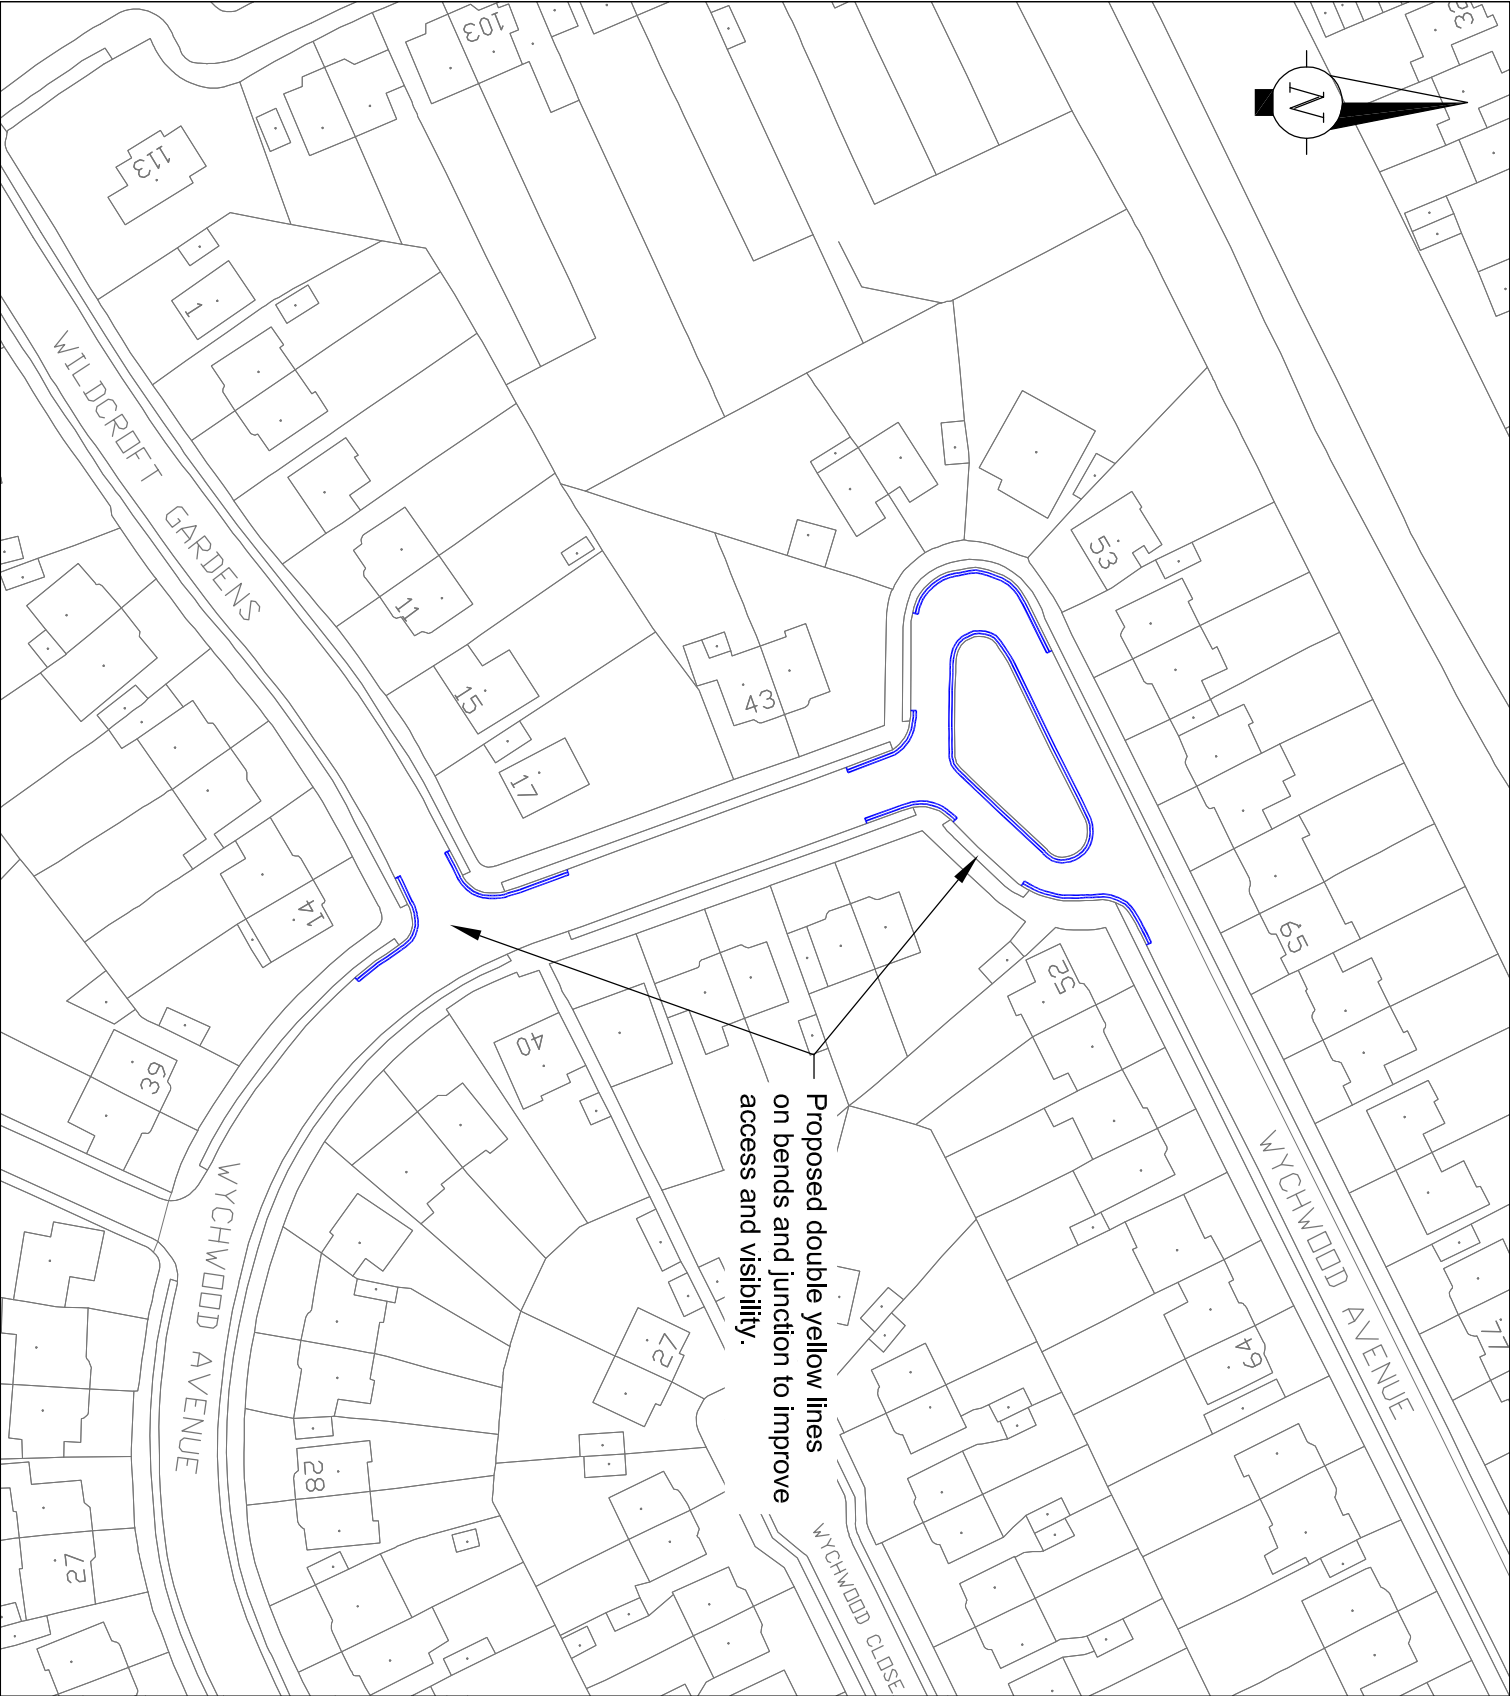 N
103
113
1
WILDCROFT GARDENS
11
15
17
43
53
14
39
40
52
65
WYCHWOOD AVENUE
64
77
27
28
27
WYCHWOOD AVENUE
WYCHWOOD CLOSE
Proposed double yellow lines
on bends and junction to improve
access and visibility.